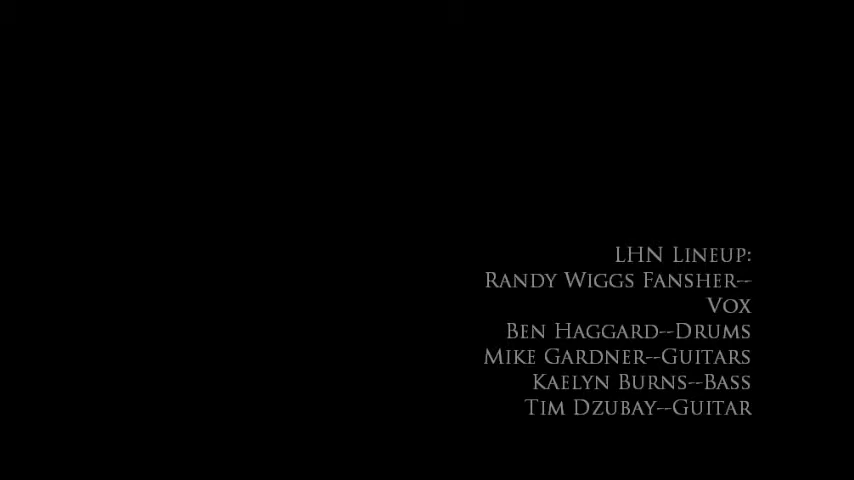 LHN Lineup:
Randy Wiggs Fansher--
Vox
Ben Haggard--Drums
Mike Gardner--Guitars
Kaelyn Burns--Bass
Tim Dzubay--Guitar